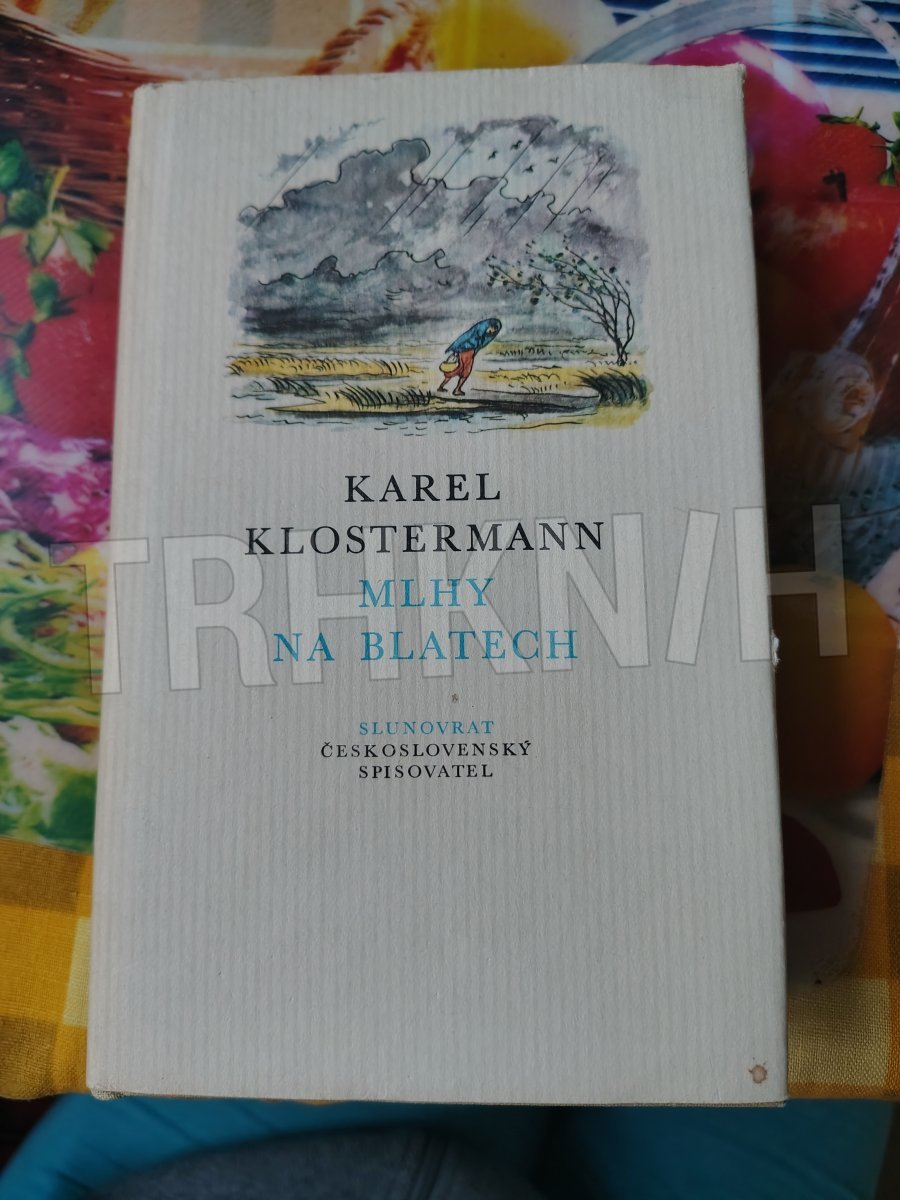 KAREL
KLOSTERMANN
MLHY
NA BLATECH
SLUNOVRAT
ČESKOSLOVENSKÝ
SPISOVATEL
TRHKNIH